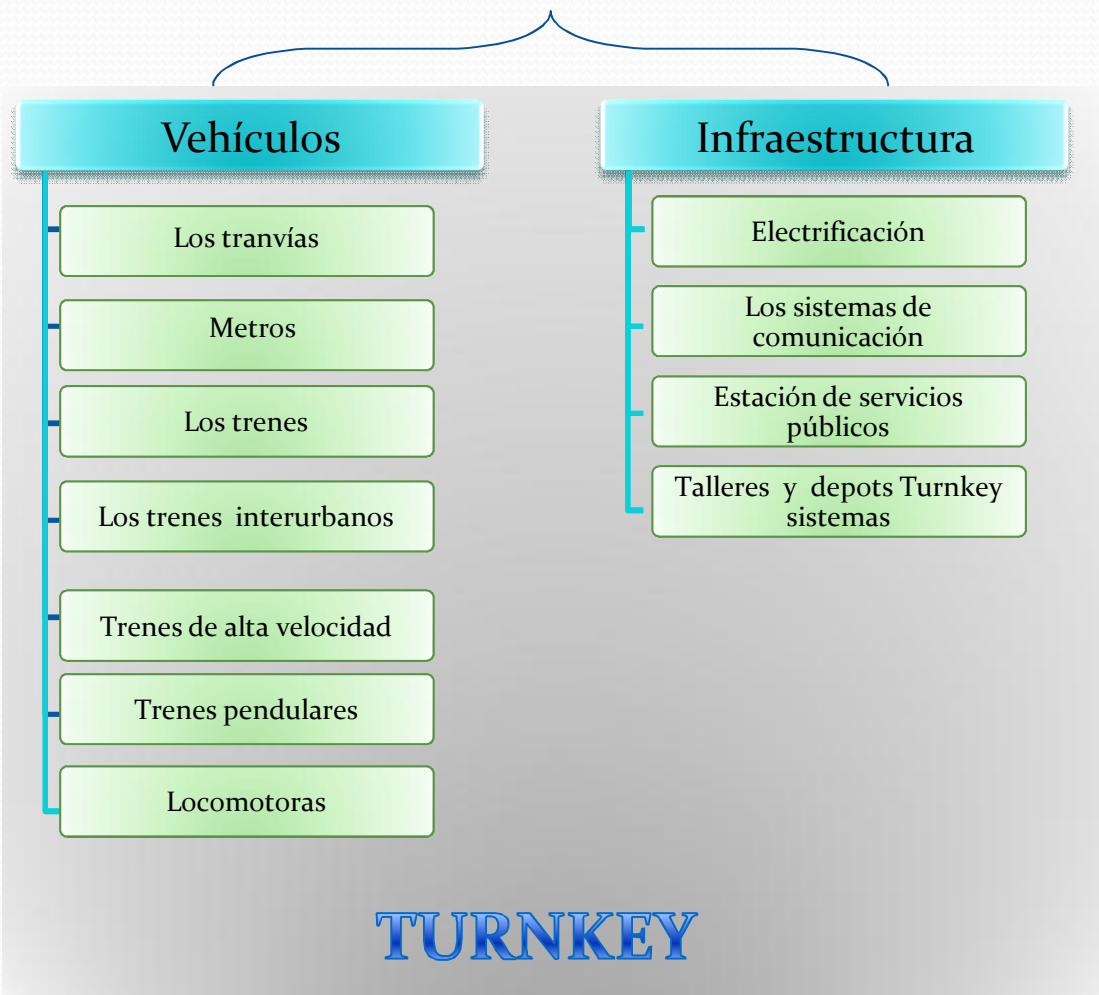 Vehículos
Los tranvías
Metros
Los trenes
Los trenes interurbanos
Trenes de alta velocidad
Trenes pendulares
Locomotoras
Infraestructura
Electrificación
Los sistemas de
comunicación
Estación de servicios
públicos
Talleres y depots Turnkey
sistemas
TURNKEY